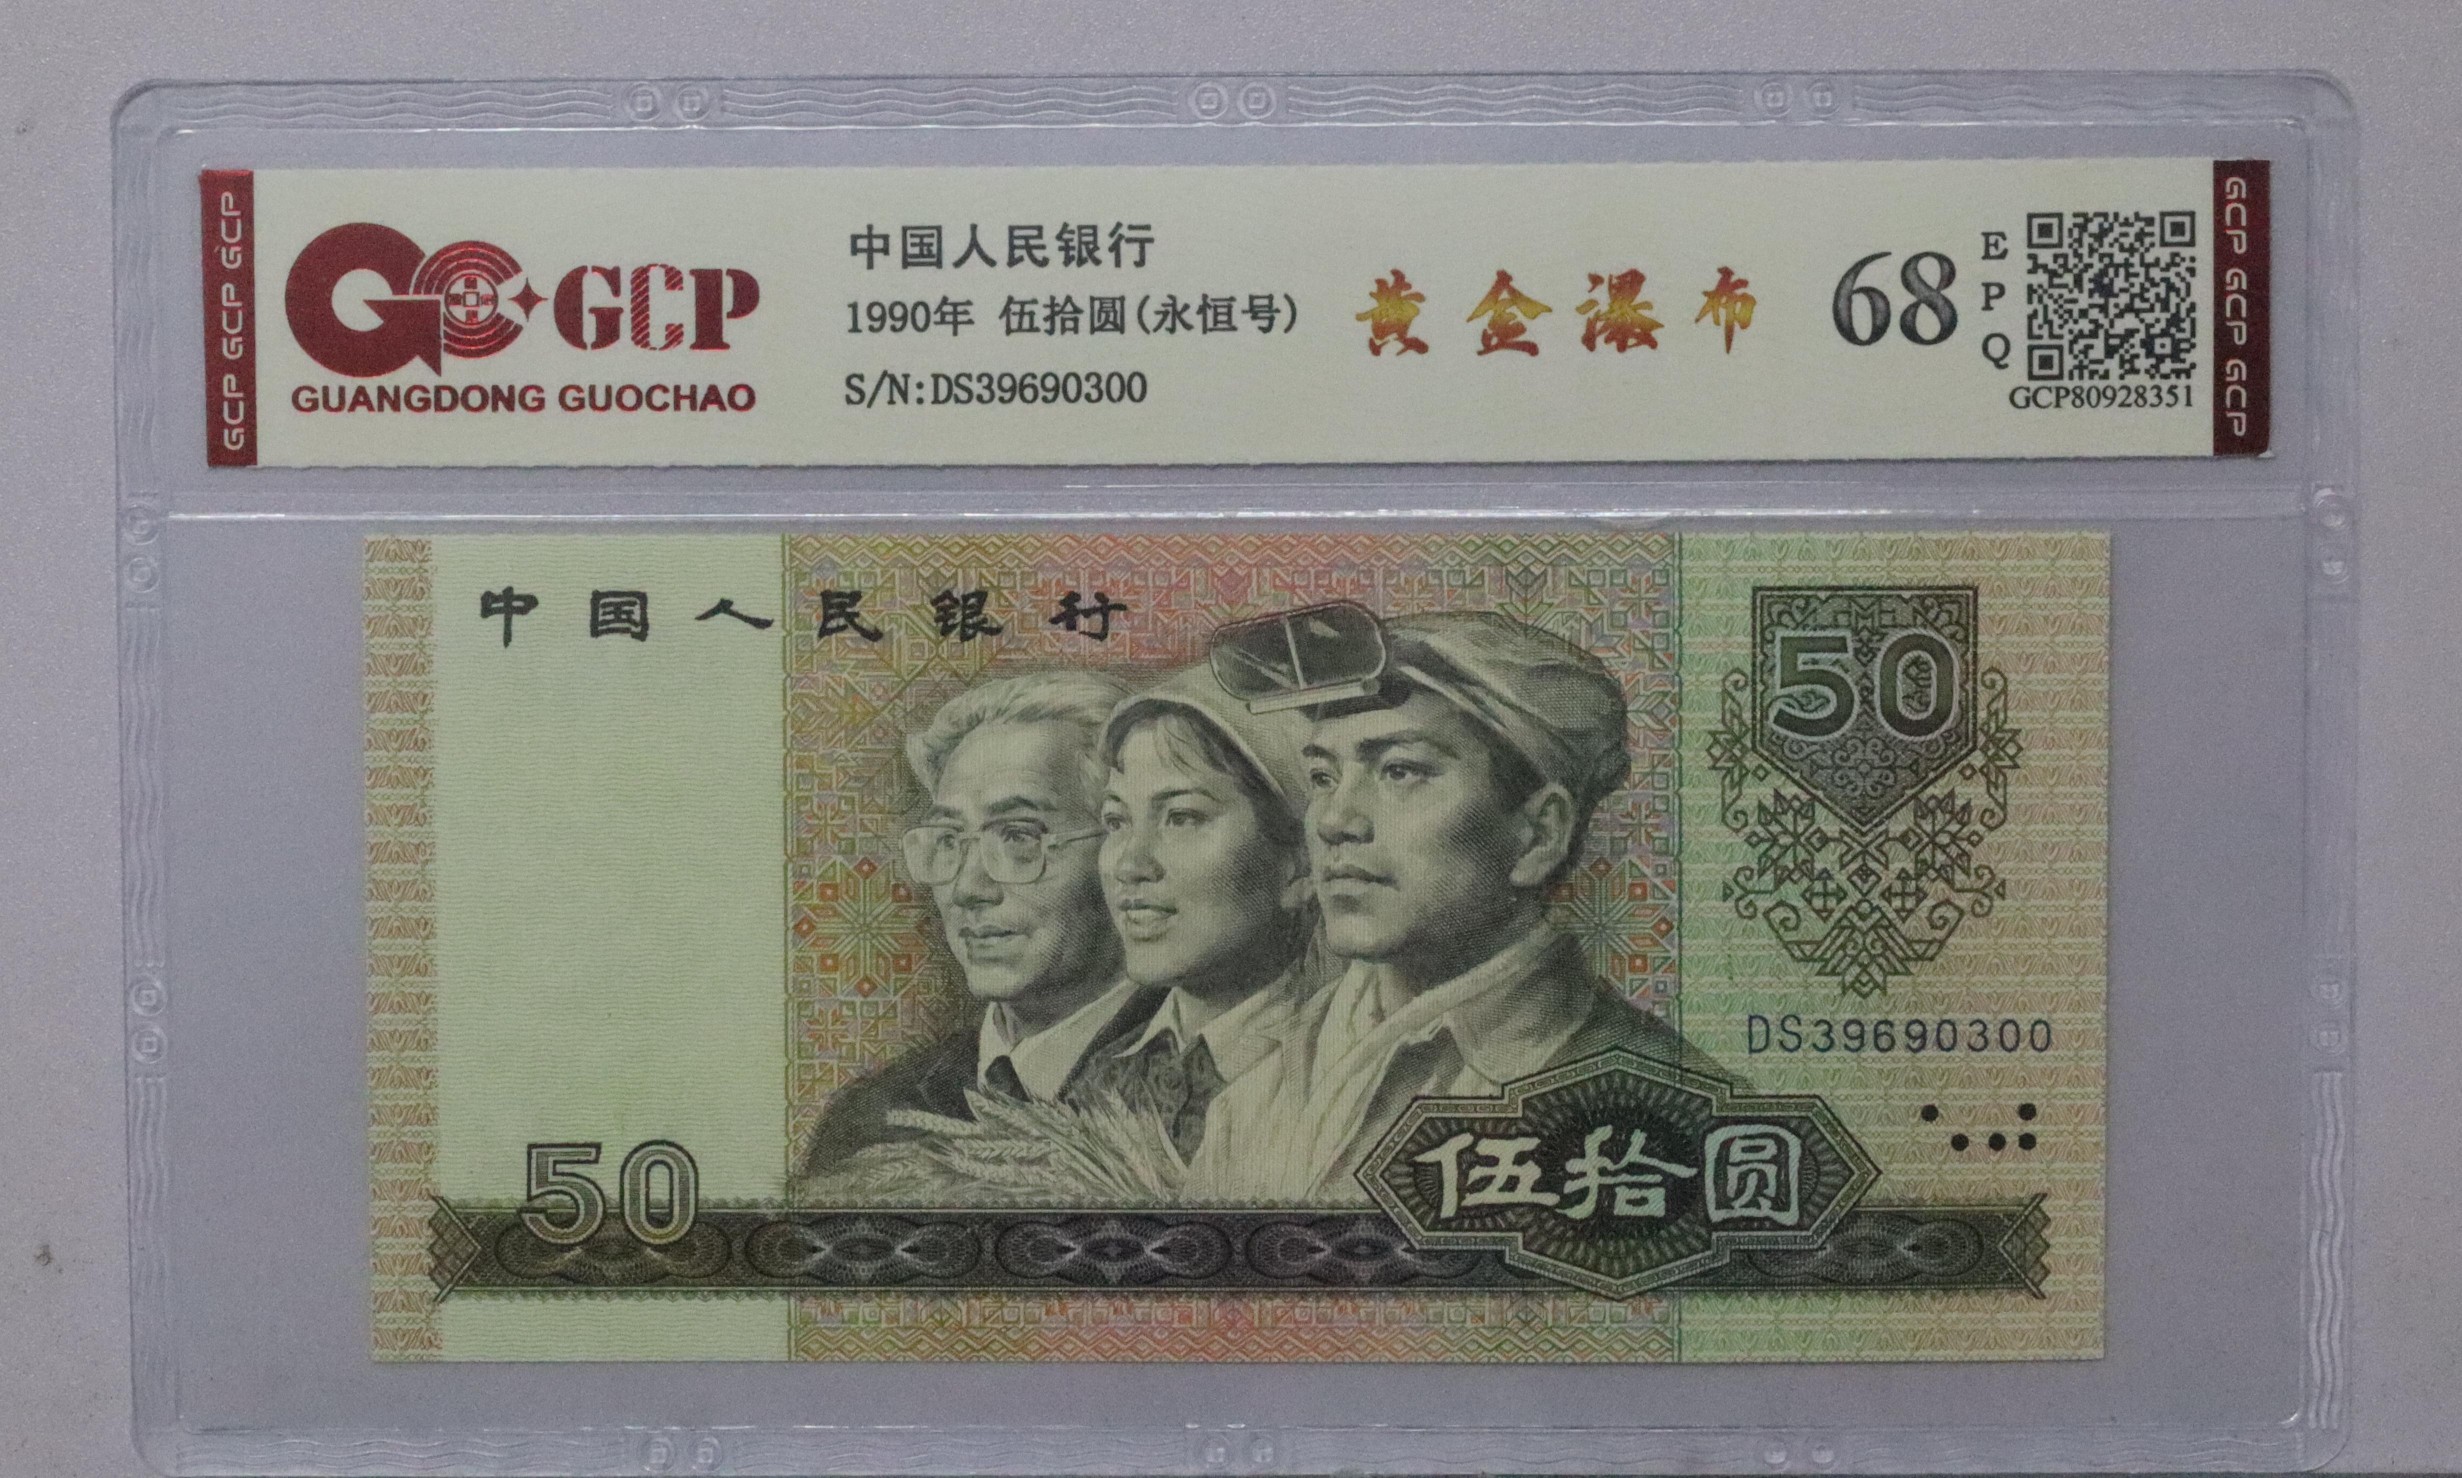 GCP GCP GCP
GCP
GUANGDONG GUOCHAO
中国人民银行
1990年 伍拾圆(永恒号)
S/N:DS39690300
黄金瀑布
68
EPQ
GCP80928351
GCP GCP GCP
中国人民银行
50
DS39690300
50
伍拾圆